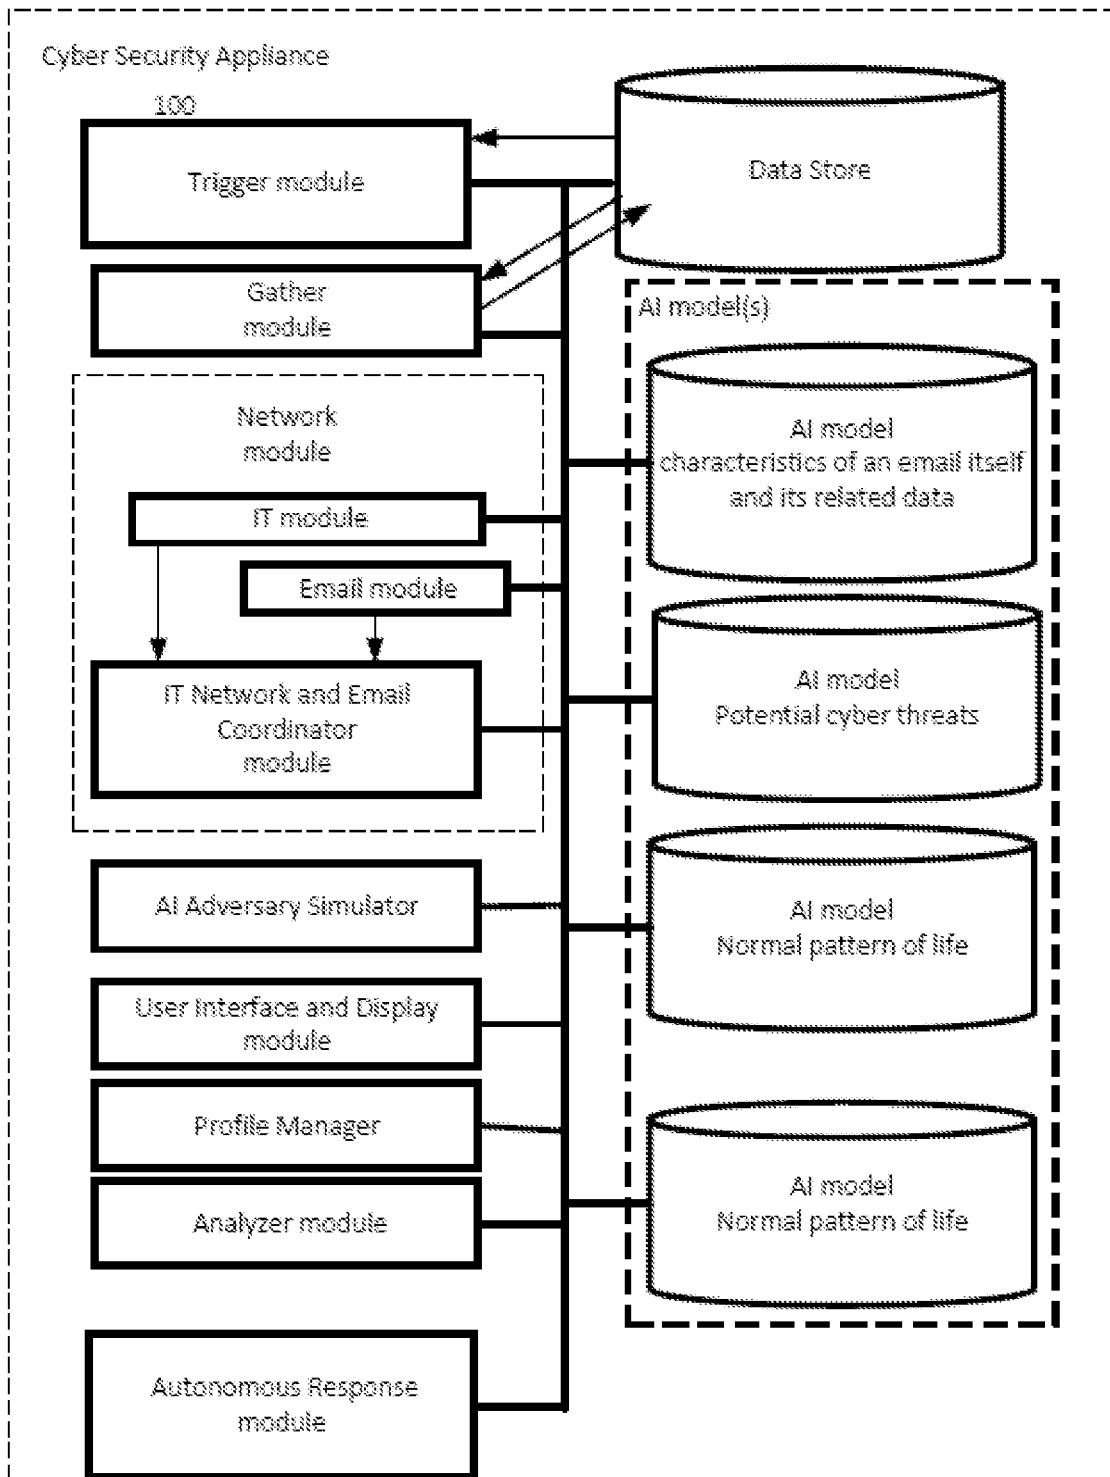 Cyber Security Appliance
100
Trigger module
Data Store
Gather
module
AI model(s)
Network
module
IT module
Email module
IT Network and Email
Coordinator
module
AI model
characteristics of an email itself
and its related data
AI model
Potential cyber threats
AI model
Normal pattern of life
AI model
Normal pattern of life
AI Adversary Simulator
User Interface and Display
module
Profile Manager
Analyzer module
Autonomous Response
module